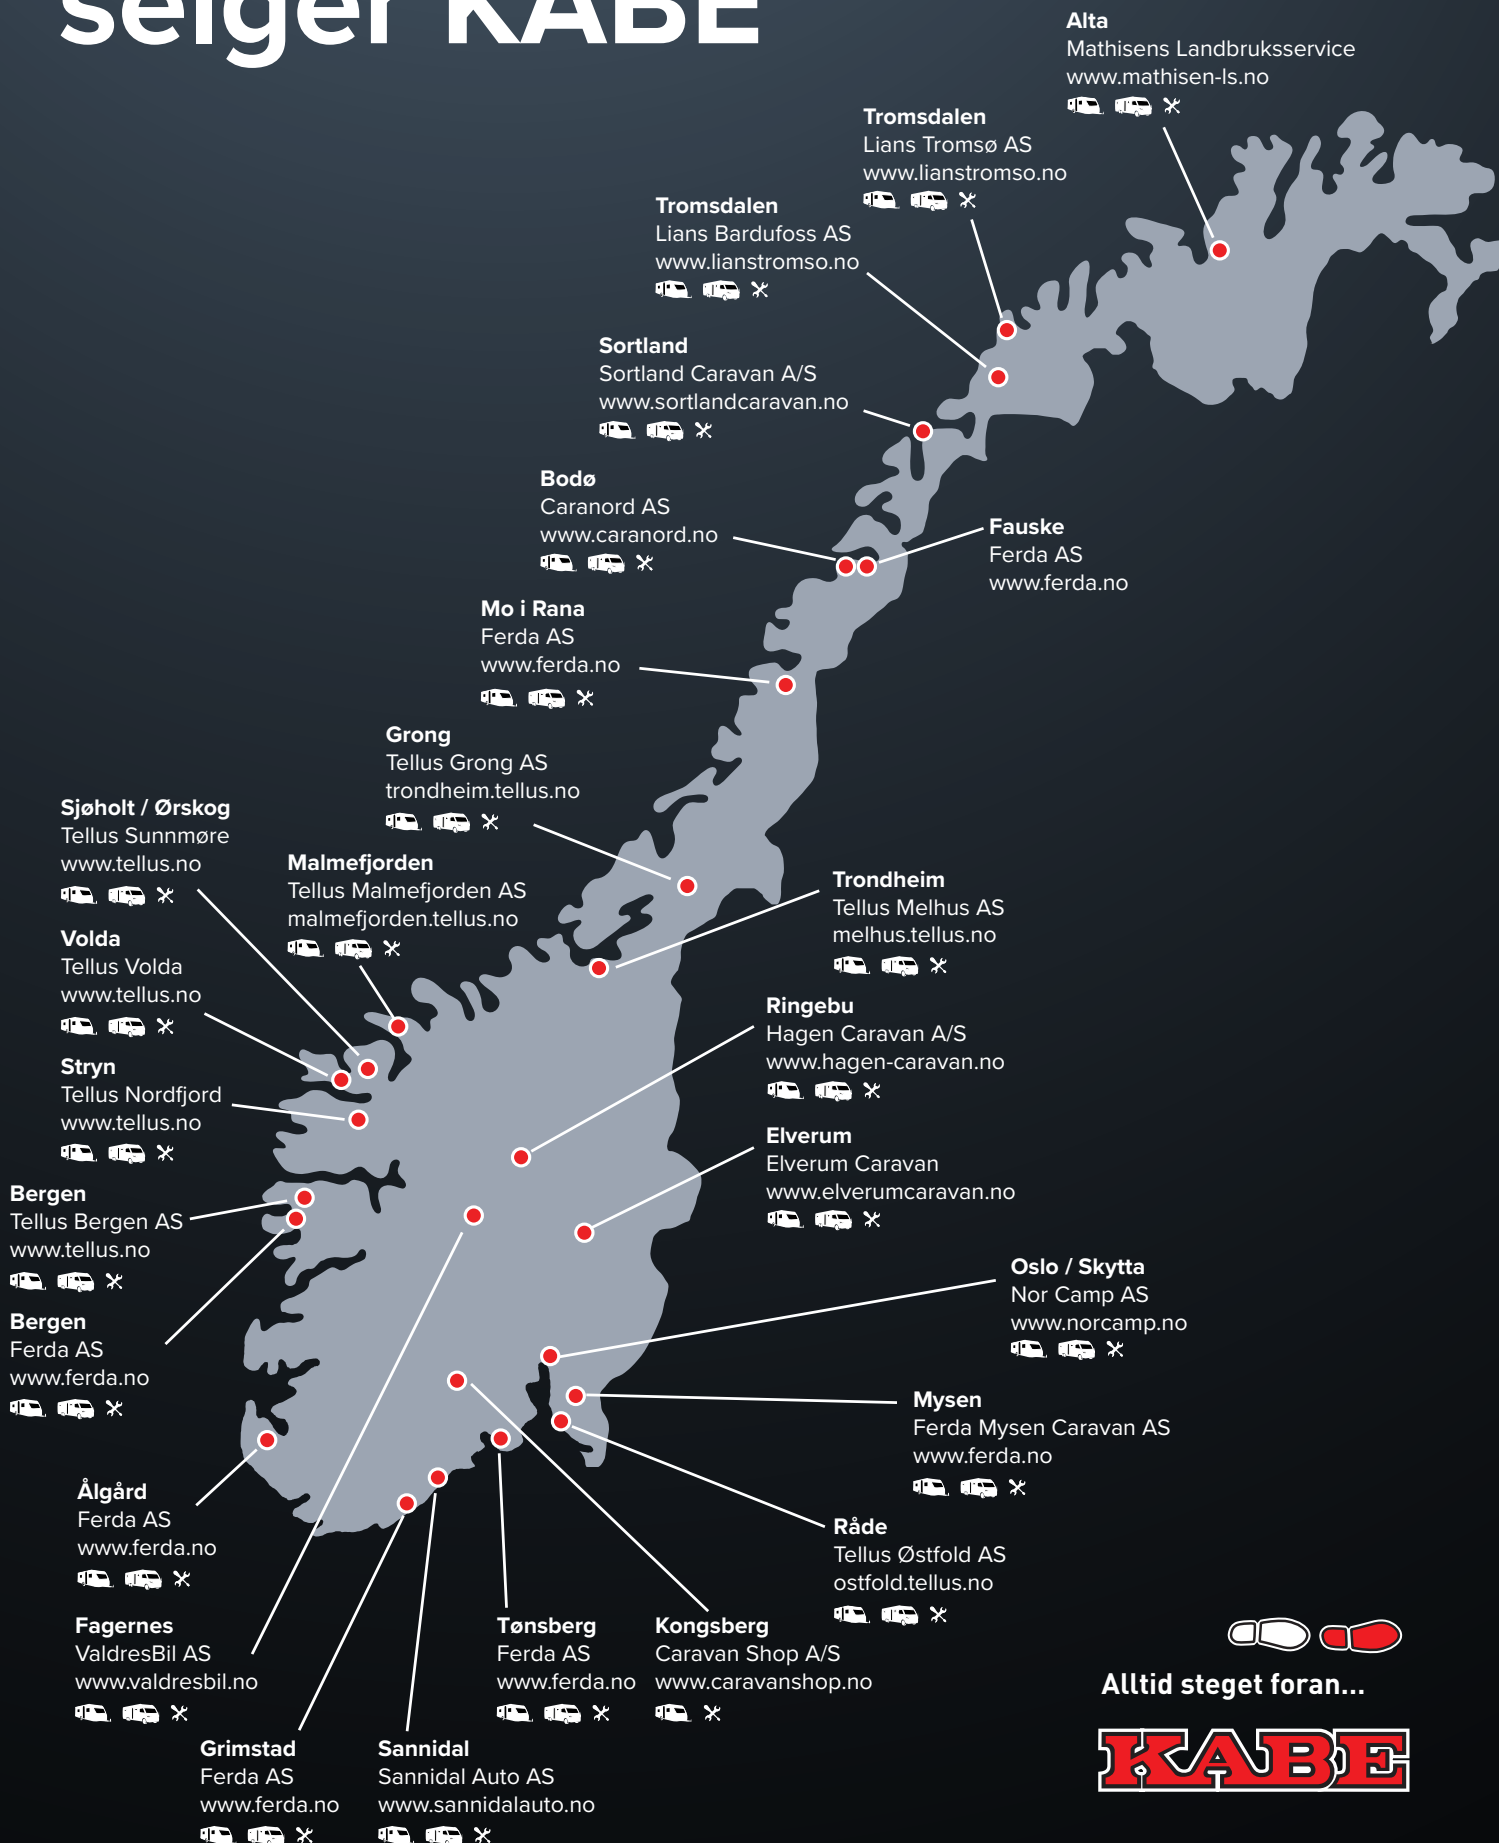 selger KABE
Alta
Mathisens Landbruksservice
www.mathisen-ls.no
Tromsdalen
Lians Tromsø AS
www.lianstromso.no
Tromsdalen
Lians Bardufoss AS
www.lianstromso.no
Sortland
Sortland Caravan A/S
www.sortlandcaravan.no
Bodø
Caranord AS
www.caranord.no
Fauske
Ferda AS
www.ferda.no
Mo i Rana
Ferda AS
www.ferda.no
Grong
Tellus Grong AS
trondheim.tellus.no
Sjøholt / Ørskog
Tellus Sunnmøre
www.tellus.no
Malmefjorden
Tellus Malmefjorden AS
malmefjorden.tellus.no
Trondheim
Tellus Melhus AS
melhus.tellus.no
Volda
Tellus Volda
www.tellus.no
Ringebu
Hagen Caravan A/S
www.hagen-caravan.no
Stryn
Tellus Nordfjord
www.tellus.no
Elverum
Elverum Caravan
www.elverumcaravan.no
Bergen
Tellus Bergen AS
www.tellus.no
Oslo / Skytta
Nor Camp AS
www.norcamp.no
Bergen
Ferda AS
www.ferda.no
Mysen
Ferda Mysen Caravan AS
www.ferda.no
Ålgård
Ferda AS
www.ferda.no
Råde
Tellus Østfold AS
ostfold.tellus.no
Fagernes
ValdresBil AS
www.valdresbil.no
Tønsberg
Ferda AS
www.ferda.no
Kongsberg
Caravan Shop A/S
www.caravanshop.no
Grimstad
Ferda AS
www.ferda.no
Sannidal
Sannidal Auto AS
www.sannidalauto.no
Alltid steget foran...
KABE